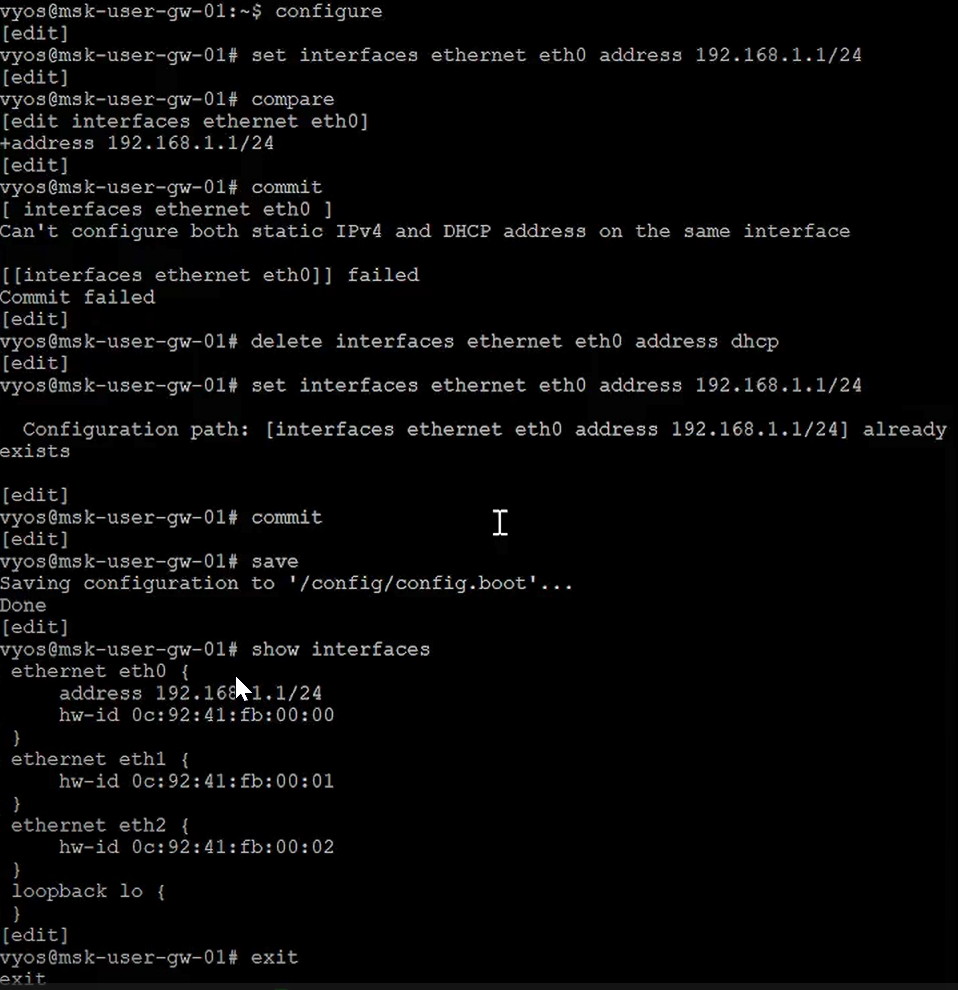 vyos@msk-user-gw-01:~$ configure
[edit]
vyos@msk-user-gw-01# set interfaces ethernet eth0 address 192.168.1.1/24
[edit]
vyos@msk-user-gw-01# compare
[edit interfaces ethernet eth0]
+address 192.168.1.1/24
[edit]
vyos@msk-user-gw-01# commit
[ interfaces ethernet eth0 ]
Can't configure both static IPv4 and DHCP address on the same interface
[[interfaces ethernet eth0]] failed
Commit failed
[edit]
vyos@msk-user-gw-01# delete interfaces ethernet eth0 address dhcp
[edit]
vyos@msk-user-gw-01# set interfaces ethernet eth0 address 192.168.1.1/24
Configuration path: [interfaces ethernet eth0 address 192.168.1.1/24] already
exists
[edit]
vyos@msk-user-gw-01# commit
[edit]
vyos@msk-user-gw-01# save
Saving configuration to '/config/config.boot'...
Done
[edit]
vyos@msk-user-gw-01# show interfaces
ethernet eth0 {
address 192.168.1.1/24
hw-id 0c:92:41:fb:00:00
}
ethernet eth1 {
hw-id 0c:92:41:fb:00:01
}
ethernet eth2 {
hw-id 0c:92:41:fb:00:02
}
loopback lo {
}
[edit]
vyos@msk-user-gw-01# exit
exit